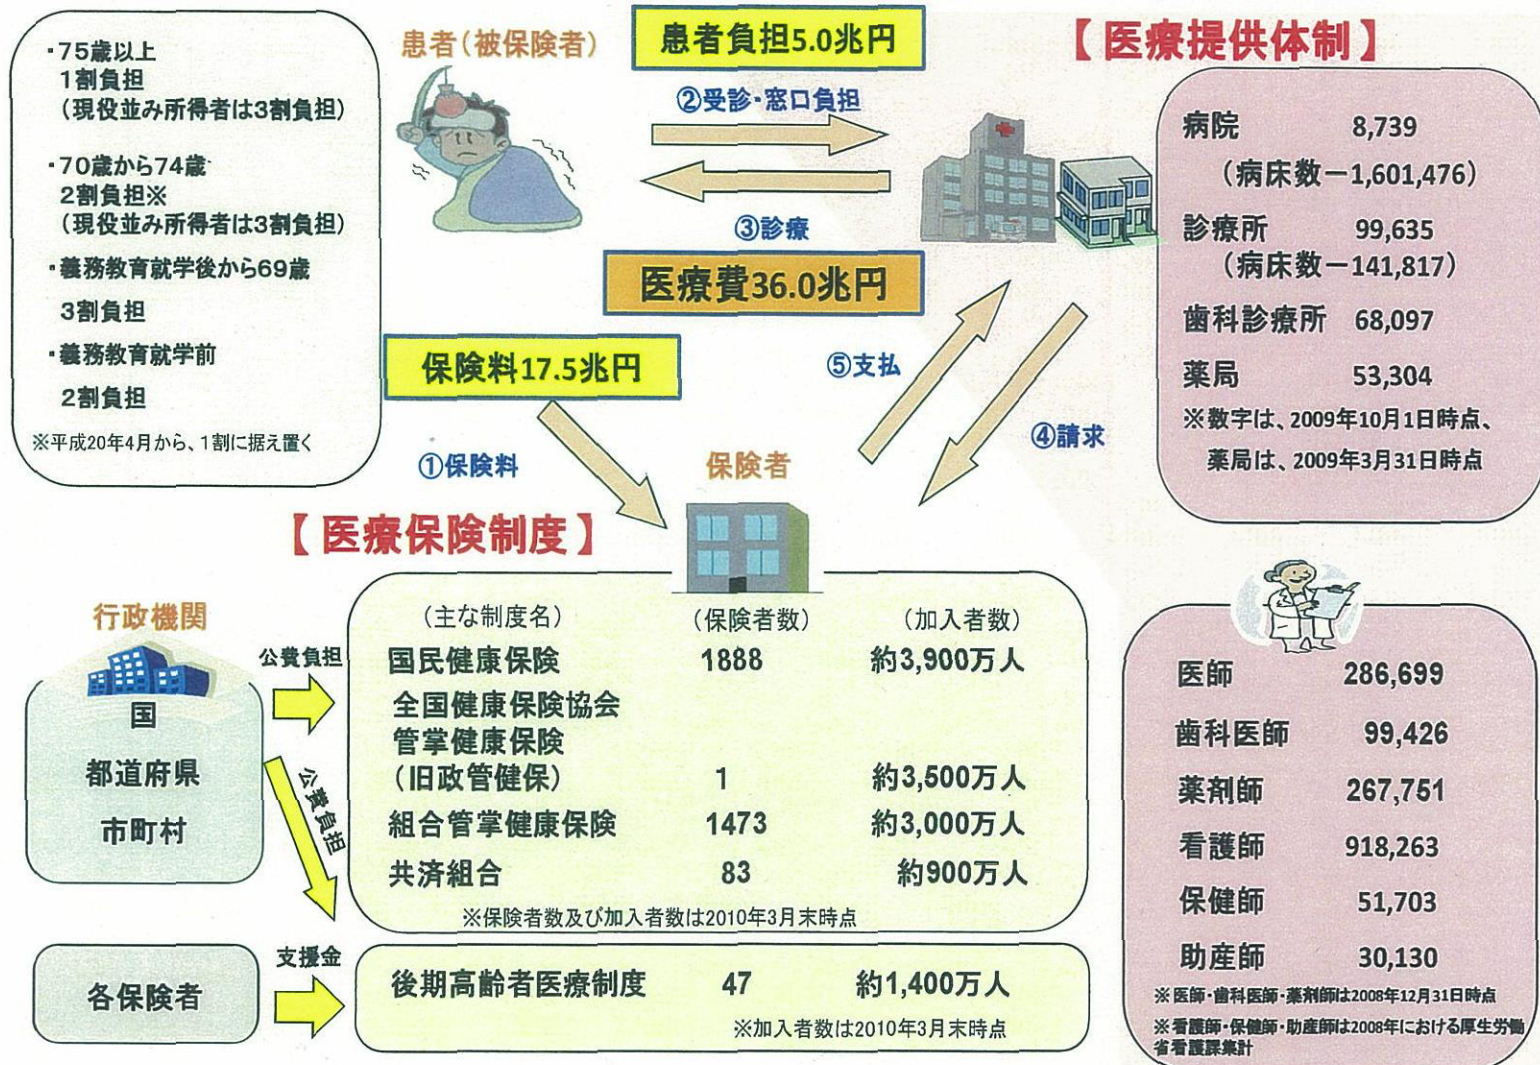 ・75歳以上
1割負担
(現役並み所得者は3割負担)
・70歳から74歳
2割負担※
(現役並み所得者は3割負担)
・義務教育就学後から69歳
3割負担
・義務教育就学前
2割負担
※平成20年4月から、1割に据え置く
患者(被保険者)
患者負担5.0兆円
②受診・窓口負担
③診療
医療費36.0兆円
保険料17.5兆円
①保険料
⑤支払
④請求
保険者
【医療提供体制】
病院 8,739
(病床数－1,601,476)
診療所 99,635
(病床数－141,817)
歯科診療所 68,097
薬局 53,304
※数字は、2009年10月1日時点、
薬局は、2009年3月31日時点
【医療保険制度】
行政機関
国
都道府県
市町村
公費負担
公費負担
(主な制度名) (保険者数) (加入者数)
国民健康保険 1888 約3,900万人
全国健康保険協会
管掌健康保険
(旧政管健保) 1 約3,500万人
組合管掌健康保険 1473 約3,000万人
共済組合 83 約900万人
※保険者数及び加入者数は2010年3月末時点
各保険者
支援金
後期高齢者医療制度 47 約1,400万人
※加入者数は2010年3月末時点
医師 286,699
歯科医師 99,426
薬剤師 267,751
看護師 918,263
保健師 51,703
助産師 30,130
※医師・歯科医師・薬剤師は2008年12月31日時点
※看護師・保健師・助産師は2008年における厚生労働
省看護課集計